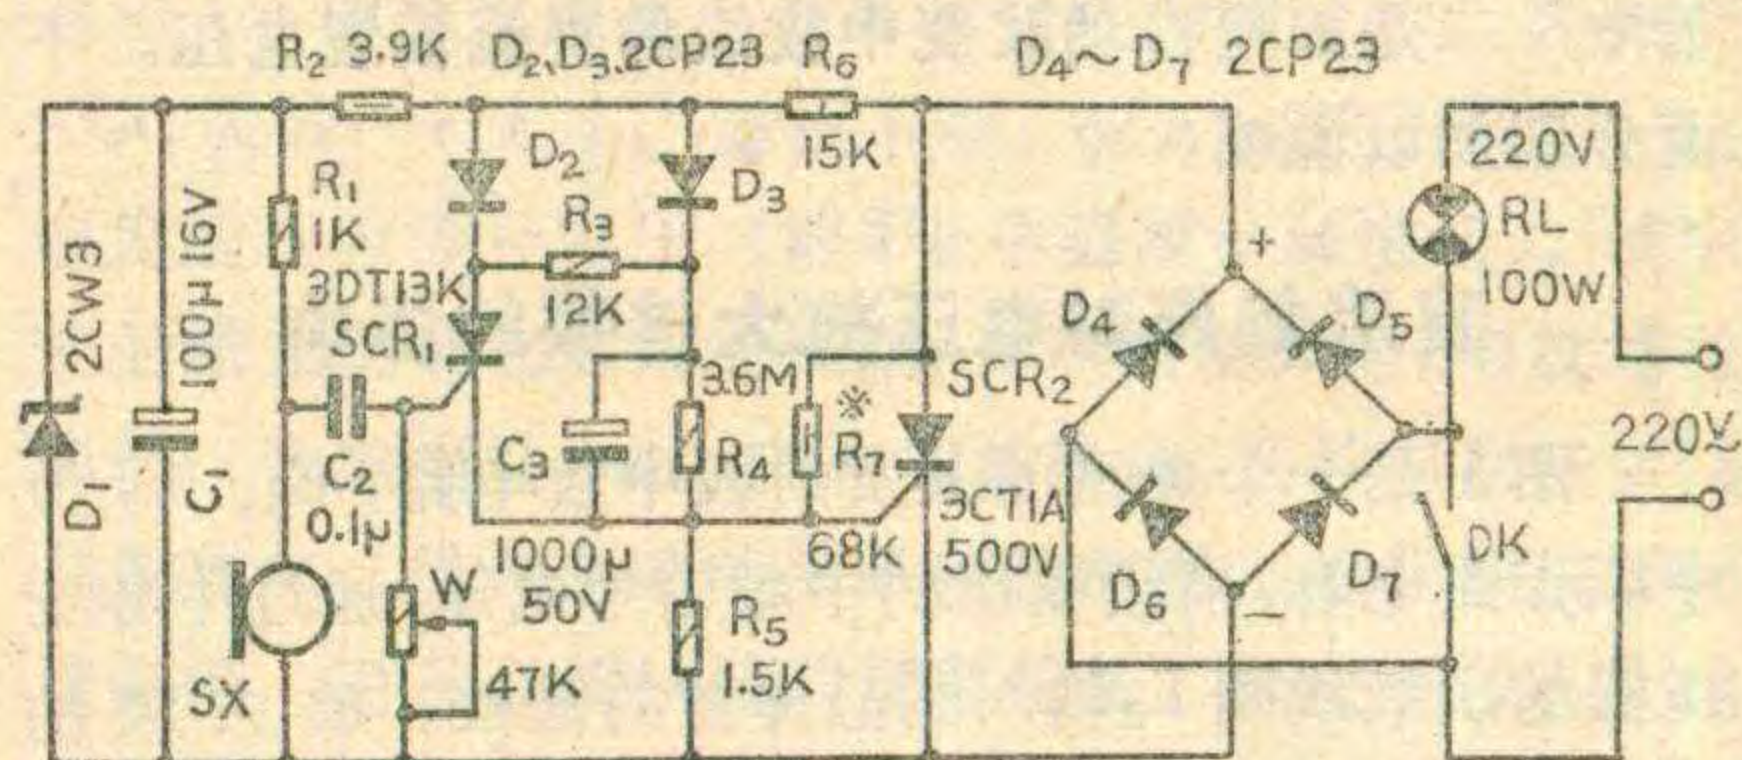 R₂ 3.9K
D₂、D₃.2CP23
R₆
D₄～D₇ 2CP23
15K
220V
RL
100W
R₁
1K
D₂
D₃
R₃
12K
2CW3
D₁
100μ 16V
C₁
3DT13K
SCR₁
+
D₄
D₅
3.6M
※
SCR₂
C₂
0.1μ
C₃
R₄
R₇
220V
1000μ
50V
68K
3CT1A
500V
DK
W
47K
R₅
1.5K
D₆
D₇
−
SX